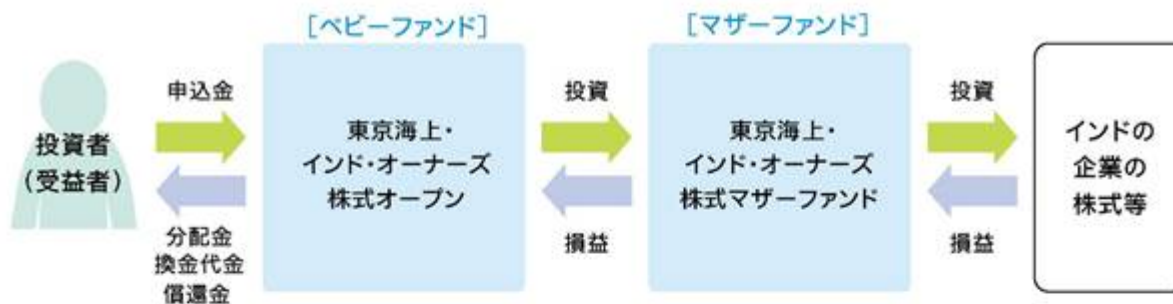 ［ベビーファンド］
［マザーファンド］
申込金
投資
投資
投資者
（受益者）
東京海上・
インド・オーナーズ
株式オープン
東京海上・
インド・オーナーズ
株式マザーファンド
インドの
企業の
株式等
分配金
換金代金
償還金
損益
損益